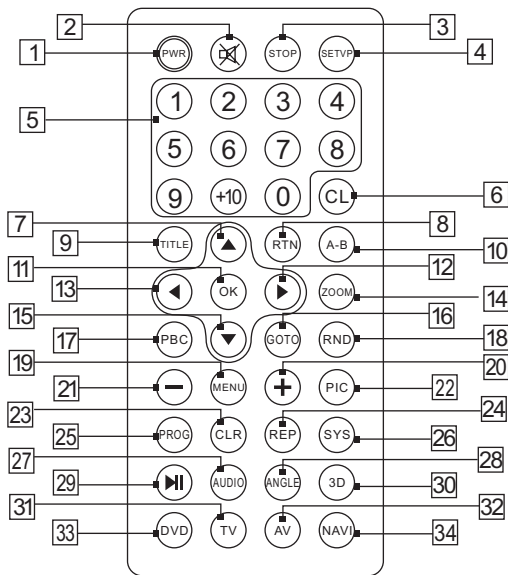 2 3
1 PWR STOP SETVP 4
5 1 2 3 4
5 6 7 8
9 +10 0 CL 6
7 8
9 TITLE RTN A-B 10
11 12
13 OK ZOOM 14
15 16
17 PBC GOTO RND 18
19 20
21 MENU PIC 22
23 24
25 PROG CLR REP SYS 26
27 28
29 AUDIO ANGLE 3D 30
31 32
33 DVD TV AV NAVI 34